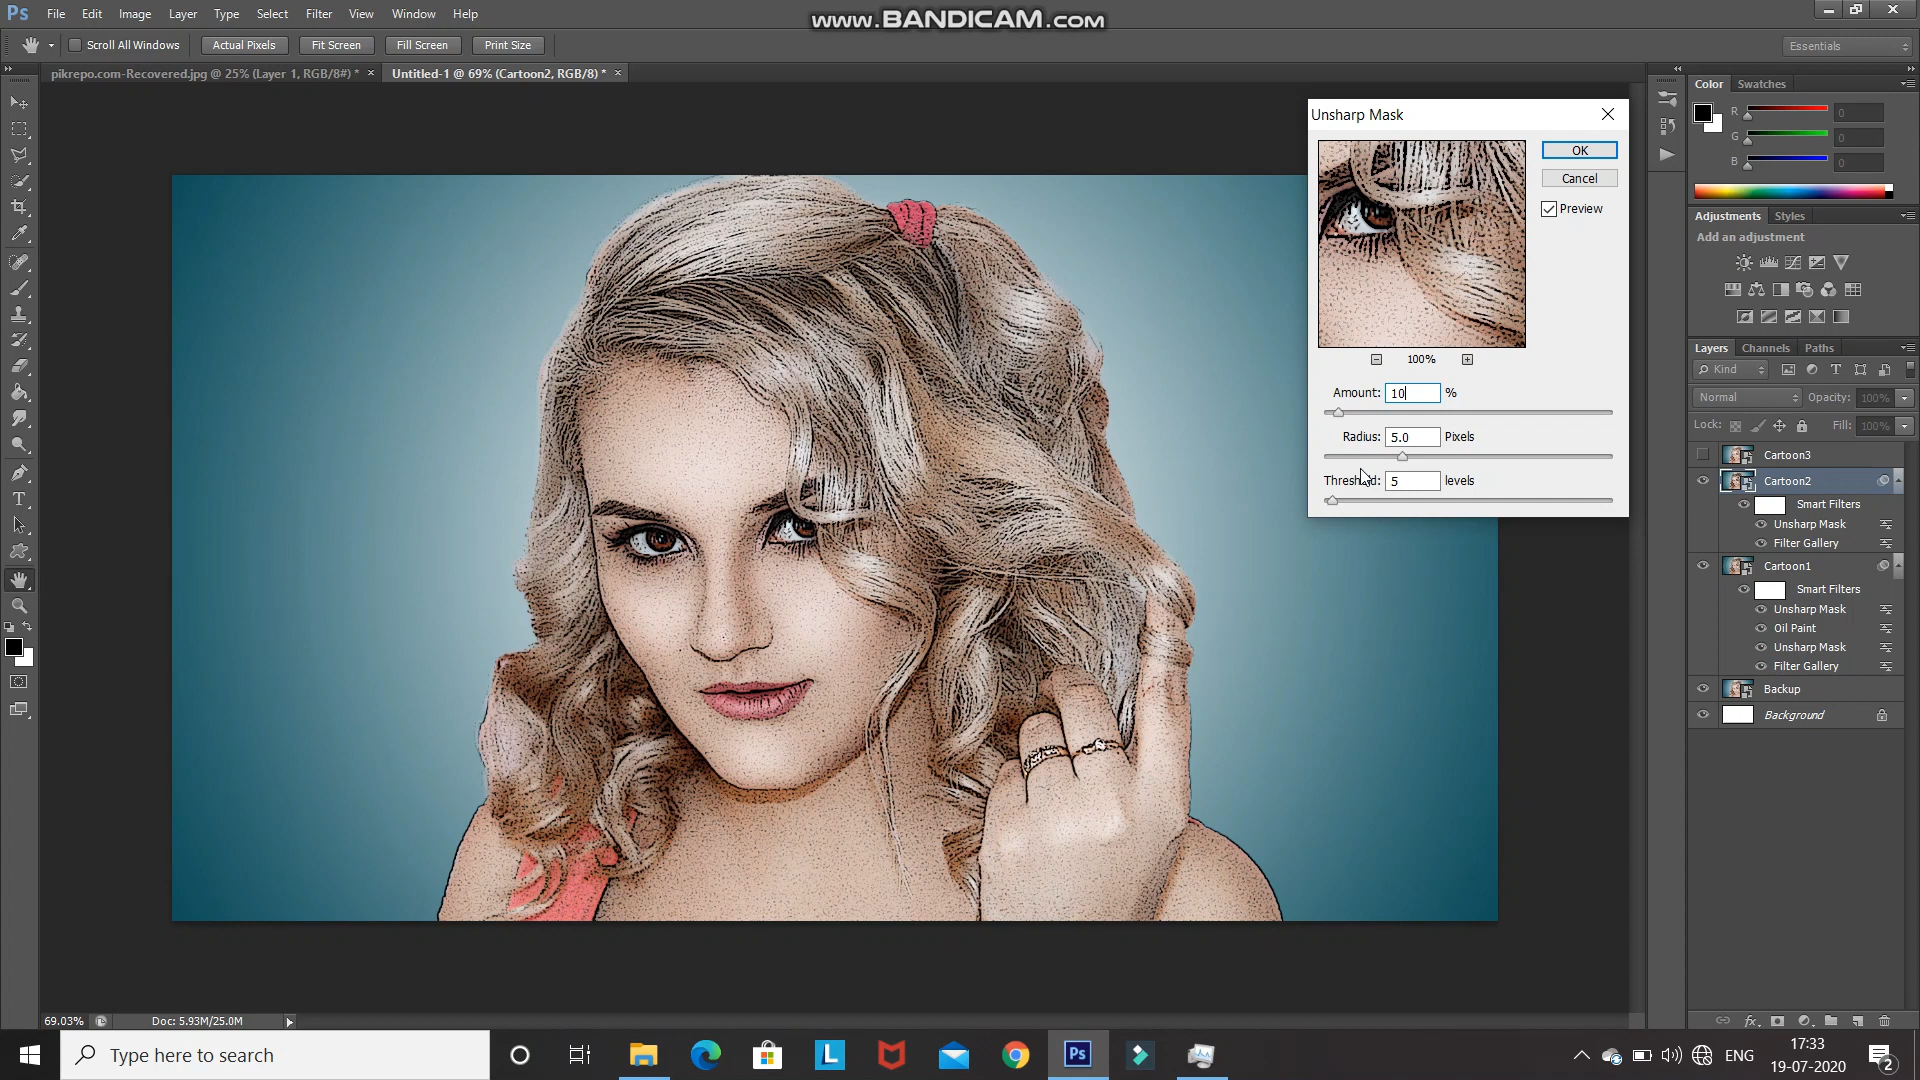 Ps File Edit Image Layer Type Select Filter View Window Help
www.BANDICAM.com
Scroll All Windows Actual Pixels Fit Screen Fill Screen Print Size Essentials
pikrepo.com-Recovered.jpg @ 25% (Layer 1, RGB/8#) * × Untitled-1 @ 69% (Cartoon2, RGB/8) * ×
Color Swatches
R 0
G 0
B 0
Unsharp Mask
OK
Cancel
Preview
100%
Amount: 10 %
Radius: 5.0 Pixels
Threshold: 5 levels
Adjustments Styles
Add an adjustment
Layers Channels Paths
Kind
Normal Opacity: 100%
Lock: Fill: 100%
Cartoon3
Cartoon2
Smart Filters
Unsharp Mask
Filter Gallery
Cartoon1
Smart Filters
Unsharp Mask
Oil Paint
Unsharp Mask
Filter Gallery
Backup
Background
69.03% Doc: 5.93M/25.0M
Type here to search
L
Ps
ENG
17:33
19-07-2020
2